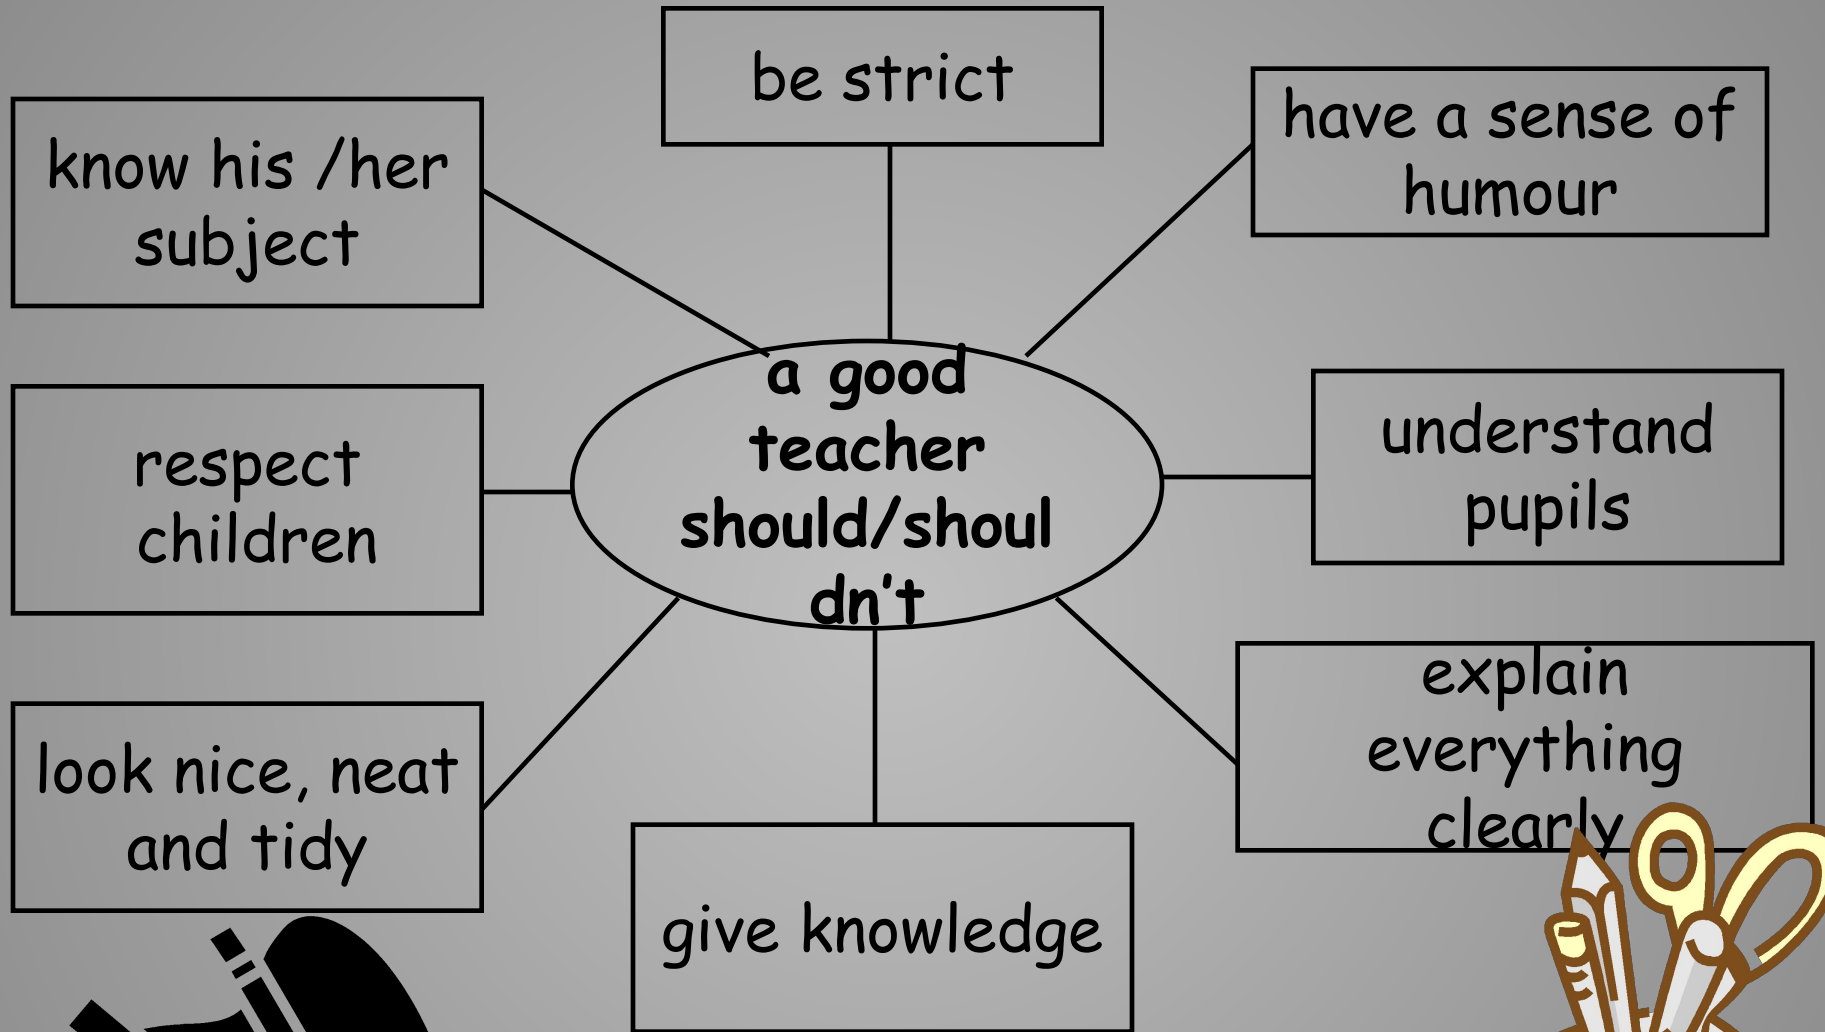 be strict
have a sense of
humour
know his /her
subject
a good
teacher
should/shoul
dn't
understand
pupils
respect
children
explain
everything
clearly
look nice, neat
and tidy
give knowledge